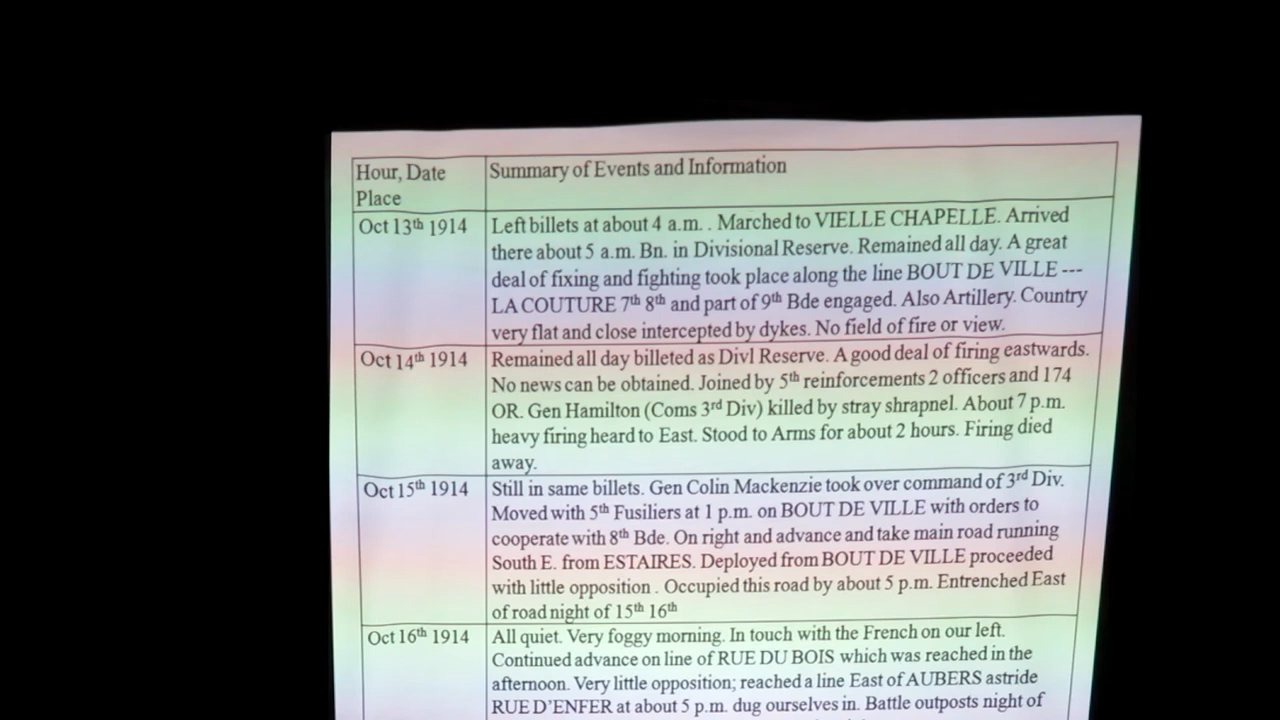 Hour, Date
Place
Summary of Events and Information
Oct 13th 1914
Left billets at about 4 a.m. . Marched to VIELLE CHAPELLE. Arrived
there about 5 a.m. Bn. in Divisional Reserve. Remained all day. A great
deal of fixing and fighting took place along the line BOUT DE VILLE ---
LA COUTURE 7th 8th and part of 9th Bde engaged. Also Artillery. Country
very flat and close intercepted by dykes. No field of fire or view.
Oct 14th 1914
Remained all day billeted as Divl Reserve. A good deal of firing eastwards.
No news can be obtained. Joined by 5th reinforcements 2 officers and 174
OR. Gen Hamilton (Coms 3rd Div) killed by stray shrapnel. About 7 p.m.
heavy firing heard to East. Stood to Arms for about 2 hours. Firing died
away.
Oct 15th 1914
Still in same billets. Gen Colin Mackenzie took over command of 3rd Div.
Moved with 5th Fusiliers at 1 p.m. on BOUT DE VILLE with orders to
cooperate with 8th Bde. On right and advance and take main road running
South E. from ESTAIRES. Deployed from BOUT DE VILLE proceeded
with little opposition . Occupied this road by about 5 p.m. Entrenched East
of road night of 15th 16th
Oct 16th 1914
All quiet. Very foggy morning. In touch with the French on our left.
Continued advance on line of RUE DU BOIS which was reached in the
afternoon. Very little opposition; reached a line East of AUBERS astride
RUE D'ENFER at about 5 p.m. dug ourselves in. Battle outposts night of